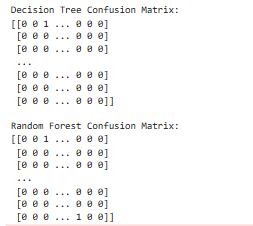 Decision Tree Confusion Matrix:
[[0 0 1 ... 0 0 0]
[0 0 0 ... 0 0 0]
[0 0 0 ... 0 0 0]
...
[0 0 0 ... 0 0 0]
[0 0 0 ... 0 0 0]
[0 0 0 ... 0 0 0]]
Random Forest Confusion Matrix:
[[0 0 1 ... 0 0 0]
[0 0 0 ... 0 0 0]
[0 0 0 ... 0 0 0]
...
[0 0 0 ... 0 0 0]
[0 0 0 ... 0 0 0]
[0 0 0 ... 1 0 0]]